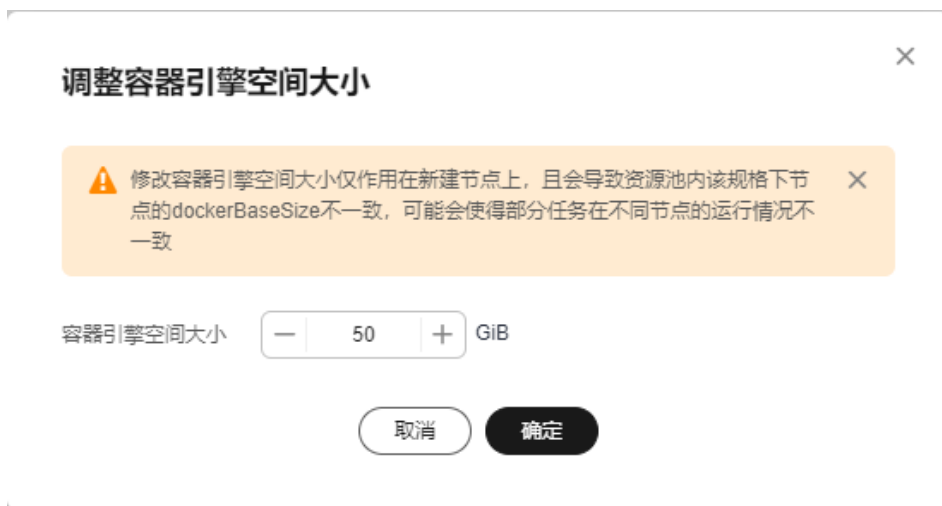 调整容器引擎空间大小
修改容器引擎空间大小仅作用在新建节点上，且会导致资源池内该规格下节
点的dockerBaseSize不一致，可能会使得部分任务在不同节点的运行情况不
一致
容器引擎空间大小 50 GiB
取消 确定